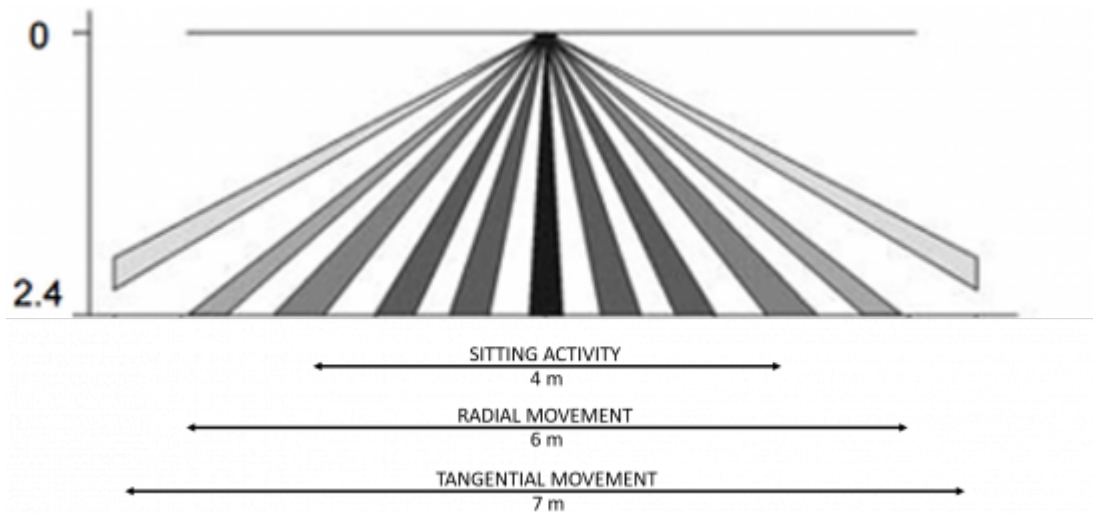 0
2.4
SITTING ACTIVITY
4 m
RADIAL MOVEMENT
6 m
TANGENTIAL MOVEMENT
7 m